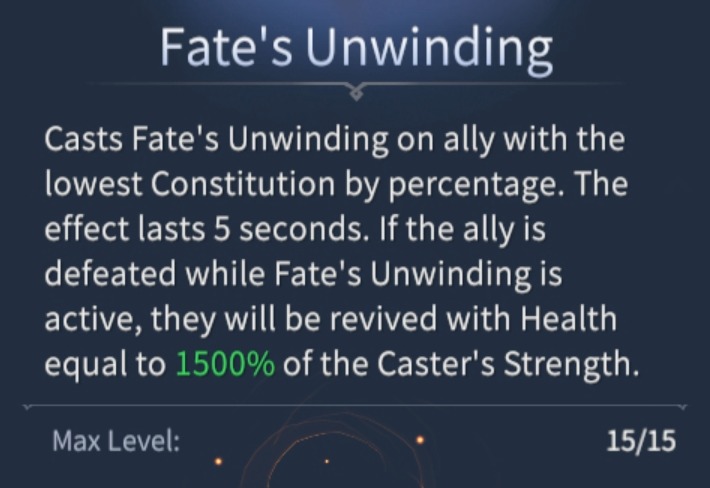 Fate's Unwinding
Casts Fate's Unwinding on ally with the
lowest Constitution by percentage. The
effect lasts 5 seconds. If the ally is
defeated while Fate's Unwinding is
active, they will be revived with Health
equal to 1500% of the Caster's Strength.
Max Level: 15/15